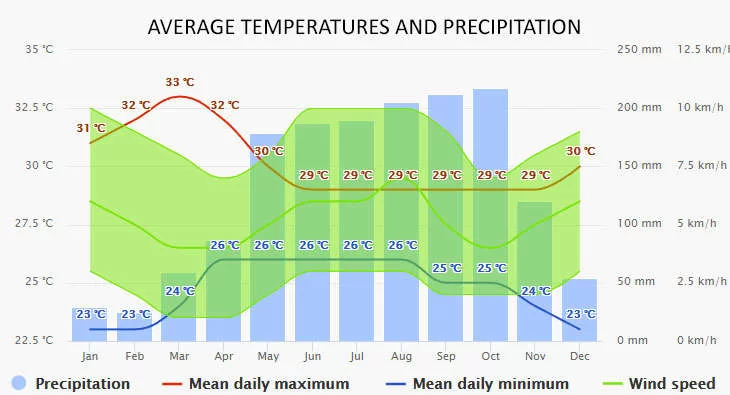 AVERAGE TEMPERATURES AND PRECIPITATION
35 °C 250 mm 12.5 km/h
33 °C
32.5 °C 32 °C 32 °C 200 mm 10 km/h
31 °C
30 °C 30 °C 30 °C 150 mm 7.5 km/h
29 °C 29 °C 29 °C 29 °C 29 °C 29 °C
27.5 °C 100 mm 5 km/h
26 °C 26 °C 26 °C 26 °C 26 °C
25 °C 24 °C 25 °C 25 °C 24 °C 50 mm 2.5 km/h
23 °C 23 °C 23 °C
22.5 °C 0 mm 0 km/h
Jan Feb Mar Apr May Jun Jul Aug Sep Oct Nov Dec
Precipitation Mean daily maximum Mean daily minimum Wind speed